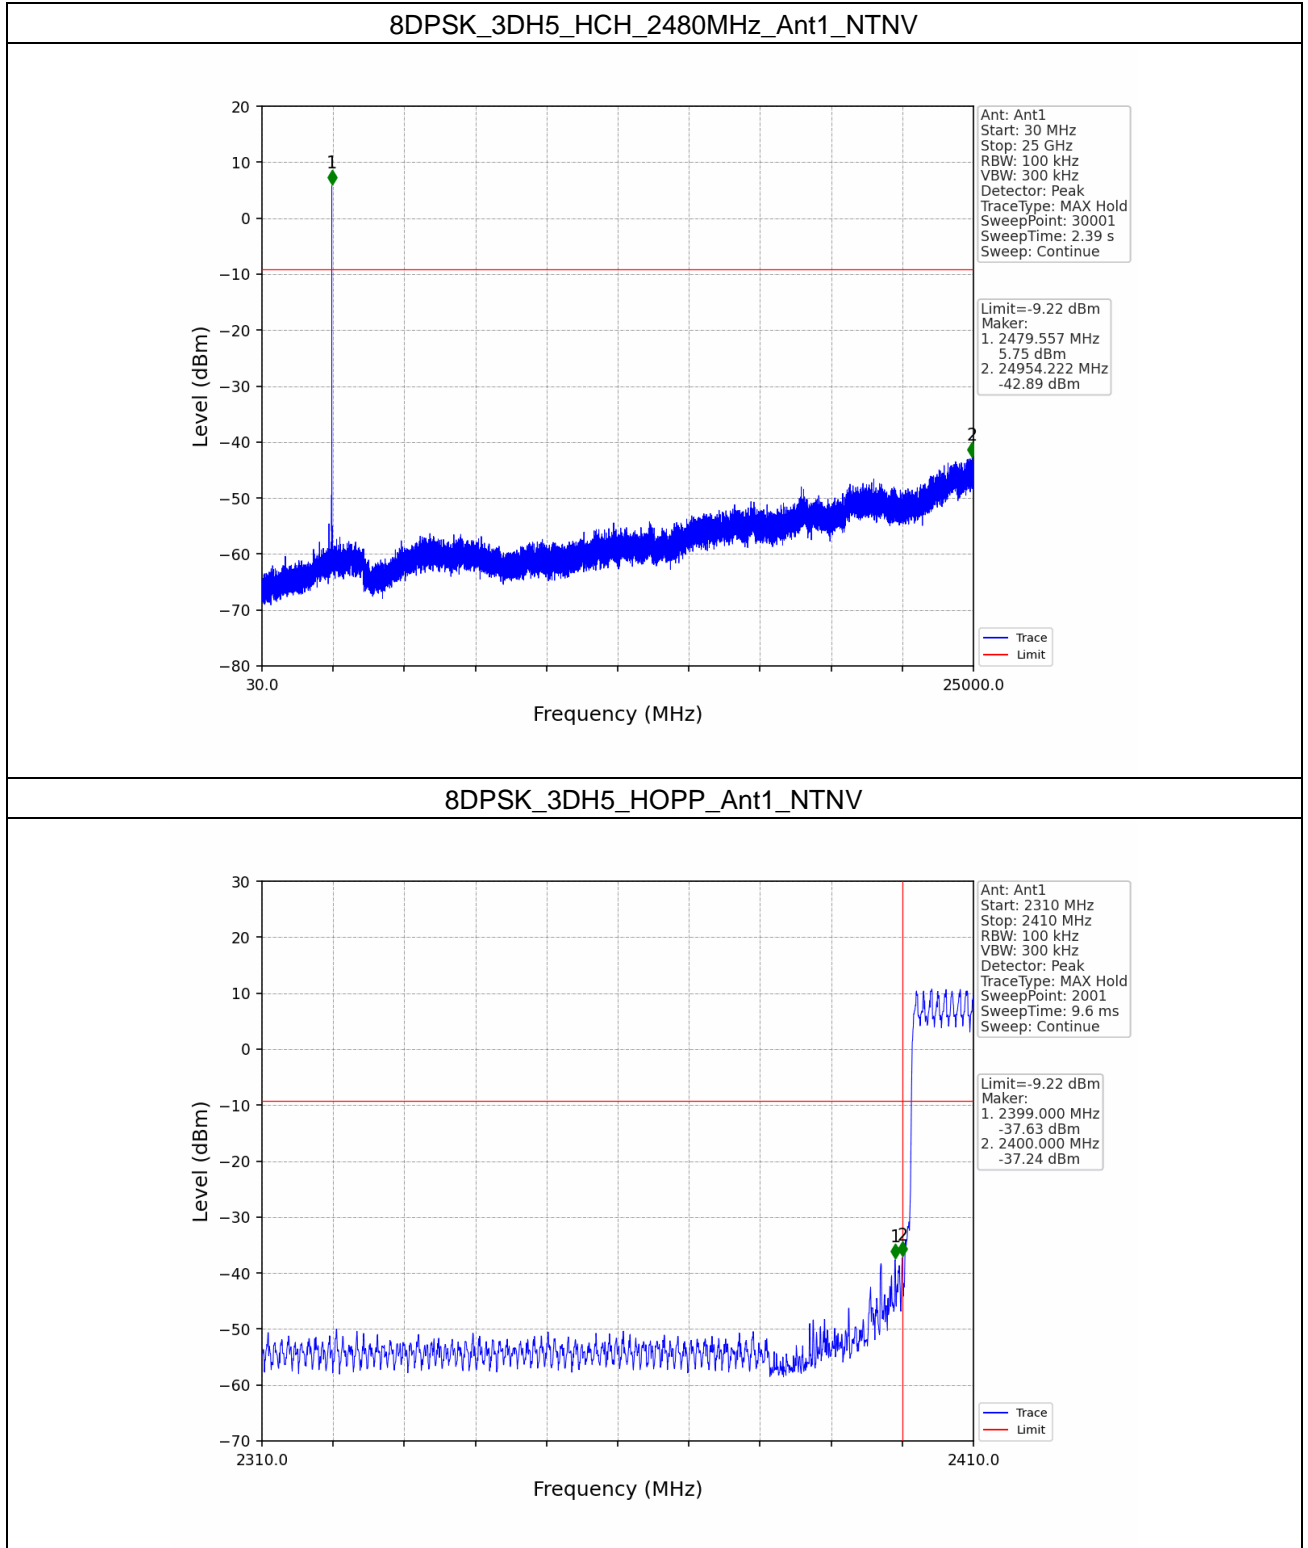 8DPSK_3DH5_HCH_2480MHz_Ant1_NTNV
20
10
0
−10
−20
−30
−40
−50
−60
−70
−80
Level (dBm)
1
2
30.0
25000.0
Frequency (MHz)
Ant: Ant1
Start: 30 MHz
Stop: 25 GHz
RBW: 100 kHz
VBW: 300 kHz
Detector: Peak
TraceType: MAX Hold
SweepPoint: 30001
SweepTime: 2.39 s
Sweep: Continue
Limit=-9.22 dBm
Maker:
1. 2479.557 MHz
5.75 dBm
2. 24954.222 MHz
-42.89 dBm
Trace
Limit
8DPSK_3DH5_HOPP_Ant1_NTNV
30
20
10
0
−10
−20
−30
−40
−50
−60
−70
Level (dBm)
1
2
2310.0
2410.0
Frequency (MHz)
Ant: Ant1
Start: 2310 MHz
Stop: 2410 MHz
RBW: 100 kHz
VBW: 300 kHz
Detector: Peak
TraceType: MAX Hold
SweepPoint: 2001
SweepTime: 9.6 ms
Sweep: Continue
Limit=-9.22 dBm
Maker:
1. 2399.000 MHz
-37.63 dBm
2. 2400.000 MHz
-37.24 dBm
Trace
Limit